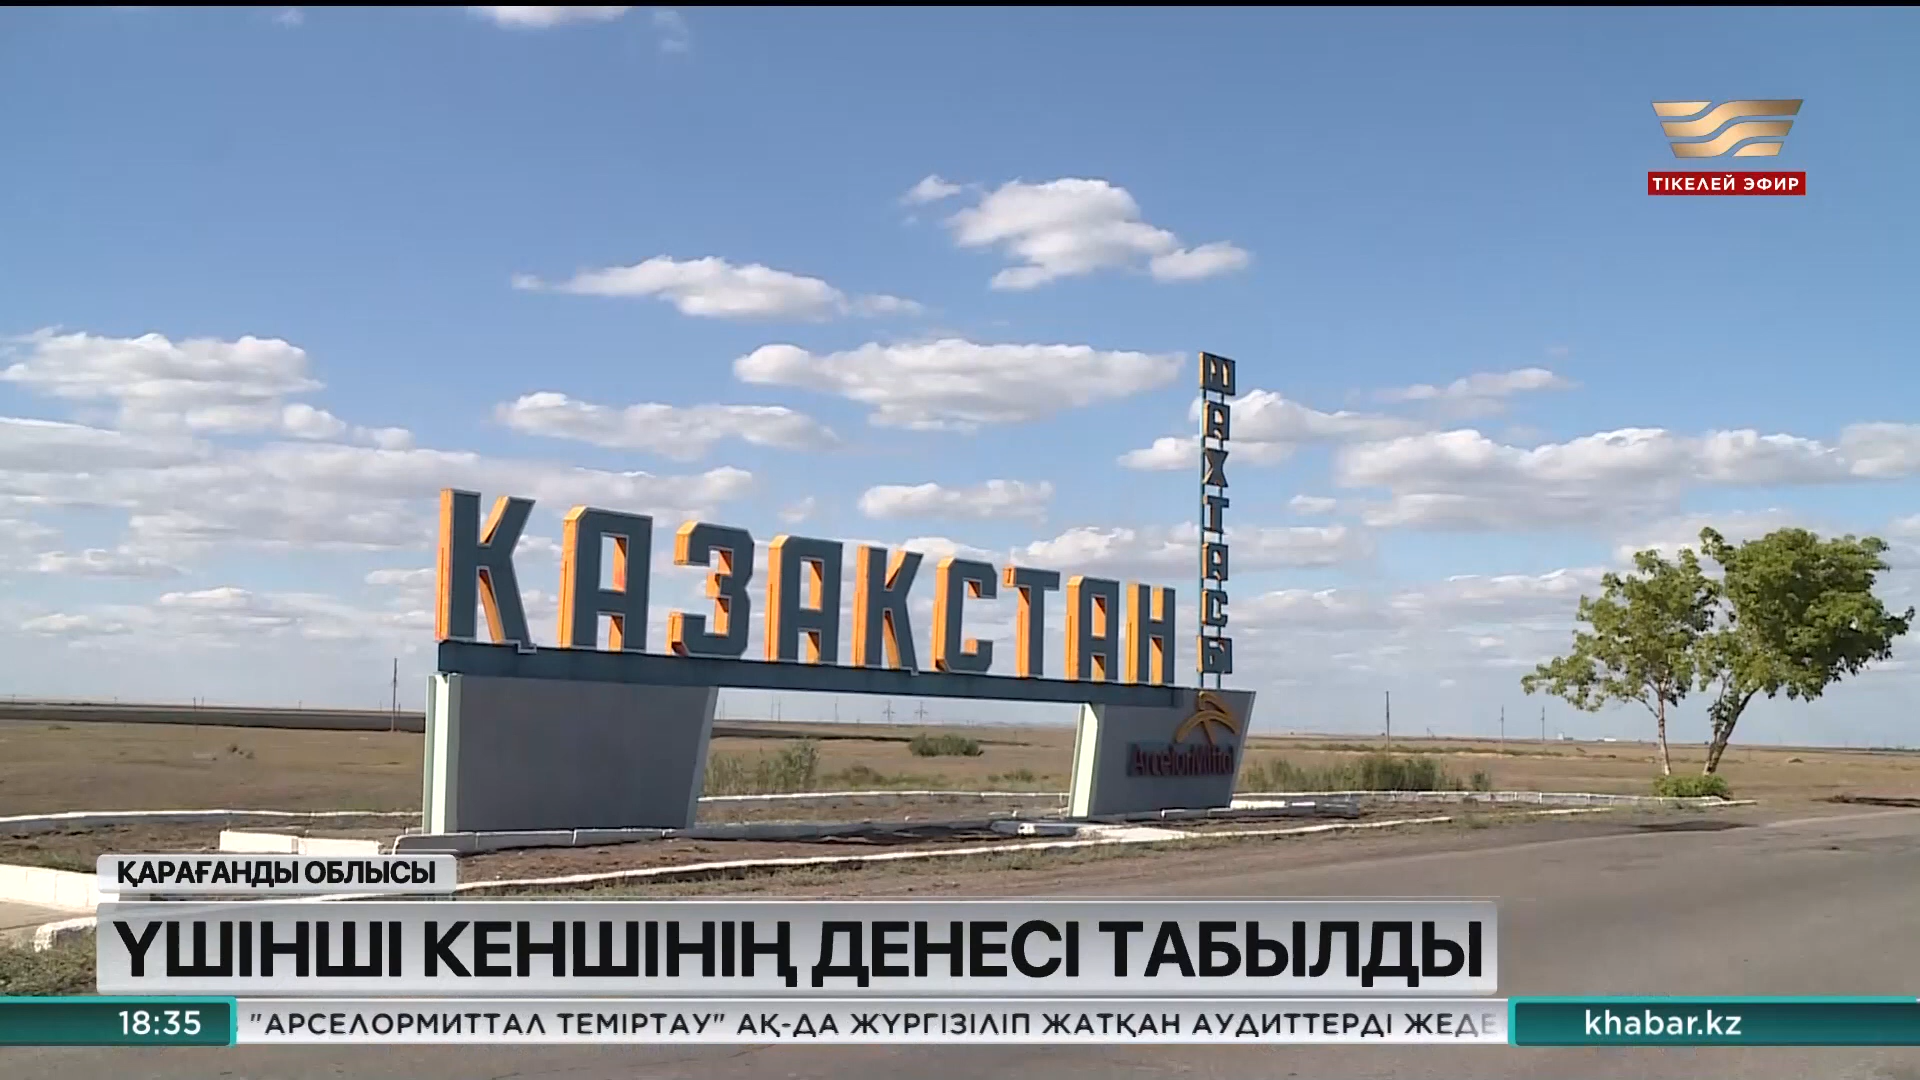 ТІКЕЛЕЙ ЭФИР
ҚАЗАҚСТАН
ШАХТАСЫ
ArcelorMittal
ҚАРАҒАНДЫ ОБЛЫСЫ
ҮШІНШІ КЕНШІНІҢ ДЕНЕСІ ТАБЫЛДЫ
18:35
"АРСЕЛОРМИТТАЛ ТЕМІРТАУ" АҚ-ДА ЖҮРГІЗІЛІП ЖАТҚАН АУДИТТЕРДІ ЖЕДЕ
khabar.kz